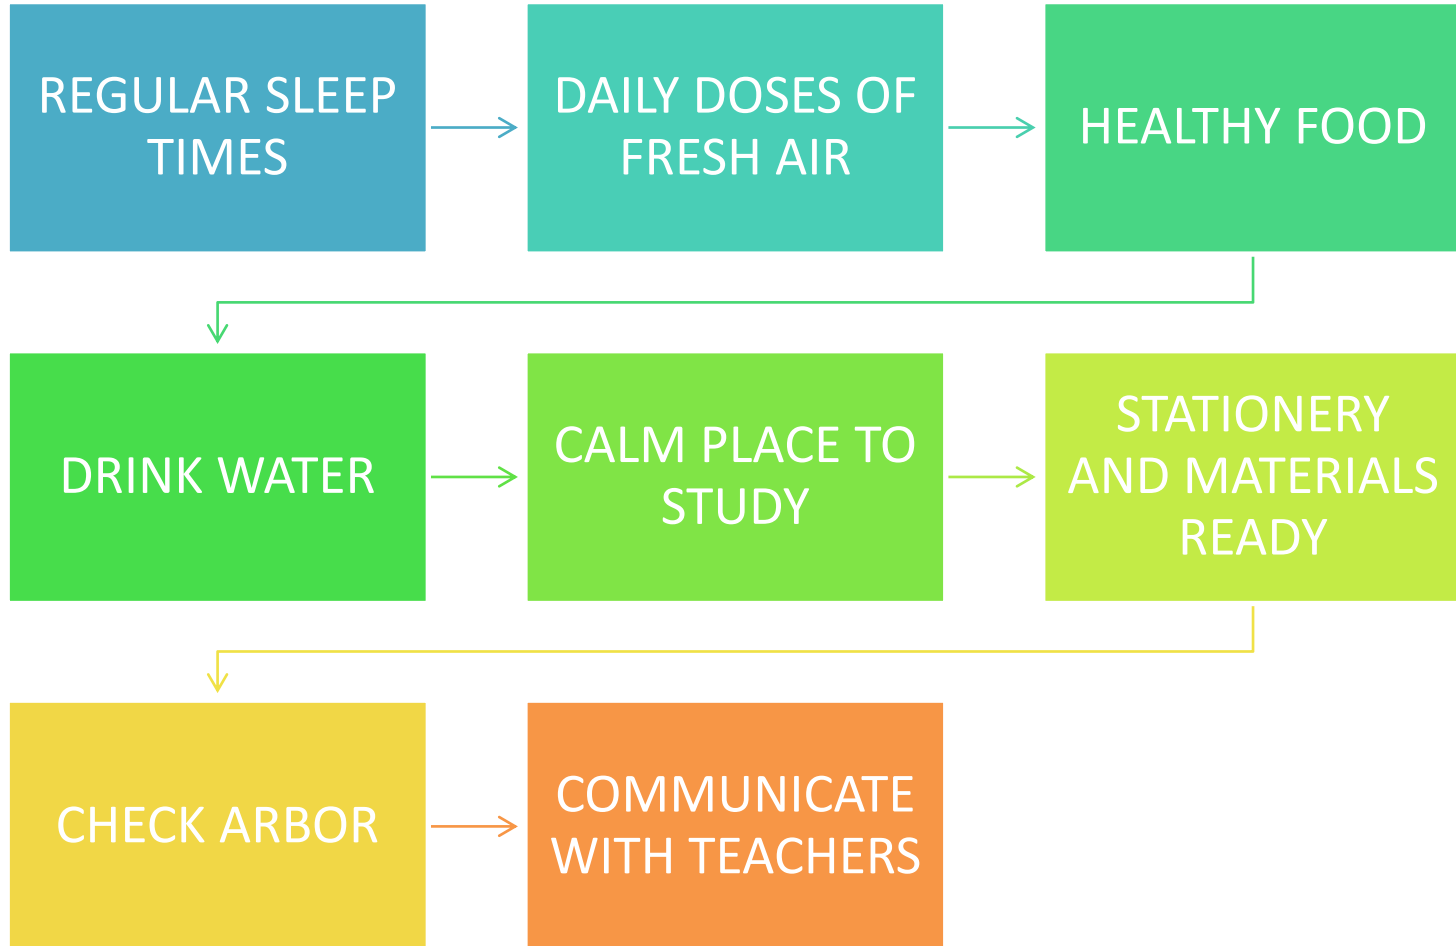 REGULAR SLEEP
TIMES
DAILY DOSES OF
FRESH AIR
HEALTHY FOOD
DRINK WATER
CALM PLACE TO
STUDY
STATIONERY
AND MATERIALS
READY
CHECK ARBOR
COMMUNICATE
WITH TEACHERS